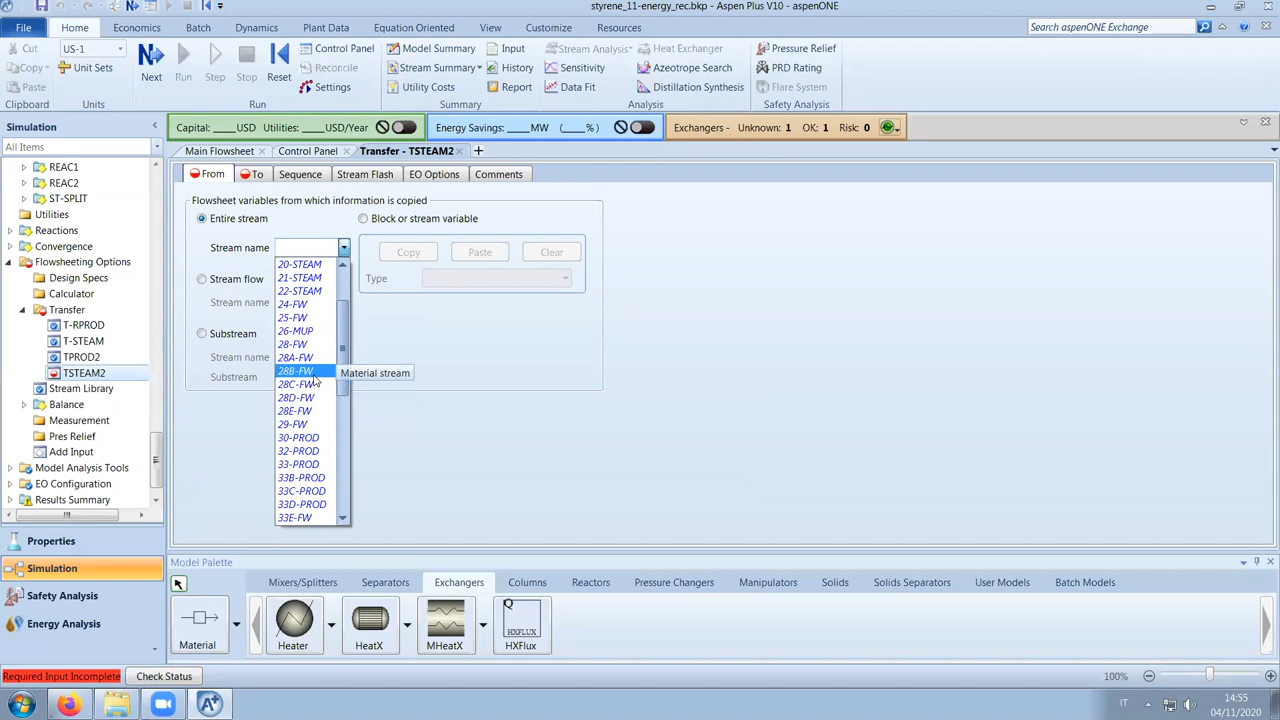 styrene_11-energy_rec.bkp - Aspen Plus V10 - aspenONE
File Home Economics Batch Dynamics Plant Data Equation Oriented View Customize Resources Search aspenONE Exchange
Cut US-1 Next Run Step Stop Reset Control Panel Model Summary Input Stream Analysis Heat Exchanger Pressure Relief
Copy Unit Sets Reconcile Stream Summary History Sensitivity Azeotrope Search PRD Rating
Paste Settings Utility Costs Report Data Fit Distillation Synthesis Flare System
Clipboard Units Run Summary Analysis Safety Analysis
Simulation Capital: ____USD Utilities: ____USD/Year Energy Savings: ____MW (____%) Exchangers - Unknown: 1 OK: 1 Risk: 0
All Items Main Flowsheet Control Panel Transfer - TSTEAM2 +
REAC1 From To Sequence Stream Flash EO Options Comments
REAC2
ST-SPLIT Flowsheet variables from which information is copied
Utilities Entire stream Block or stream variable
Reactions
Convergence Stream name Copy Paste Clear
Flowsheeting Options 20-STEAM
Design Specs Stream flow 21-STEAM Type
Calculator 22-STEAM
Transfer Stream name 24-FW
T-RPROD 25-FW
T-STEAM Substream 26-MUP
TPROD2 28-FW
TSTEAM2 Stream name 28A-FW
Stream Library Substream 28B-FW Material stream
Balance 28C-FW
Measurement 28D-FW
Pres Relief 28E-FW
Add Input 29-FW
Model Analysis Tools 30-PROD
EO Configuration 32-PROD
Results Summary 33-PROD
33B-PROD
33C-PROD
33D-PROD
33E-FW
Properties
Simulation
Safety Analysis
Energy Analysis
Model Palette
Mixers/Splitters Separators Exchangers Columns Reactors Pressure Changers Manipulators Solids Solids Separators User Models Batch Models
Q
HXFLUX
Material Heater HeatX MHeatX HXFlux
Required Input Incomplete Check Status 100%
IT 14:55
04/11/2020